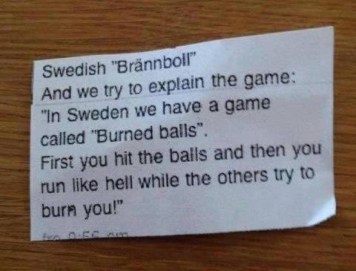 Swedish "Brännboll"
And we try to explain the game:
"In Sweden we have a game
called "Burned balls".
First you hit the balls and then you
run like hell while the others try to
burn you!"